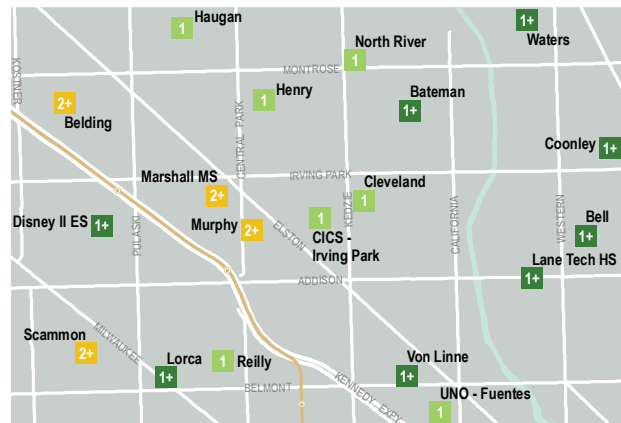 Haugan
1
1+
Waters
North River
1
KOSTNER
MONTROSE
2+
Belding
1
Henry
1+
Bateman
CENTRAL PARK
Coonley
1+
Marshall MS
2+
IRVING PARK
Cleveland
1
KEDZIE
CALIFORNIA
WESTERN
Disney II ES
1+
PULASKI
Murphy
2+
ELSTON
1
CICS -
Irving Park
Bell
1+
Lane Tech HS
1+
ADDISON
Scammon
2+
MILWAUKEE
Lorca
1+
1
Reilly
BELMONT
KENNEDY EXPY
Von Linne
1+
UNO - Fuentes
1